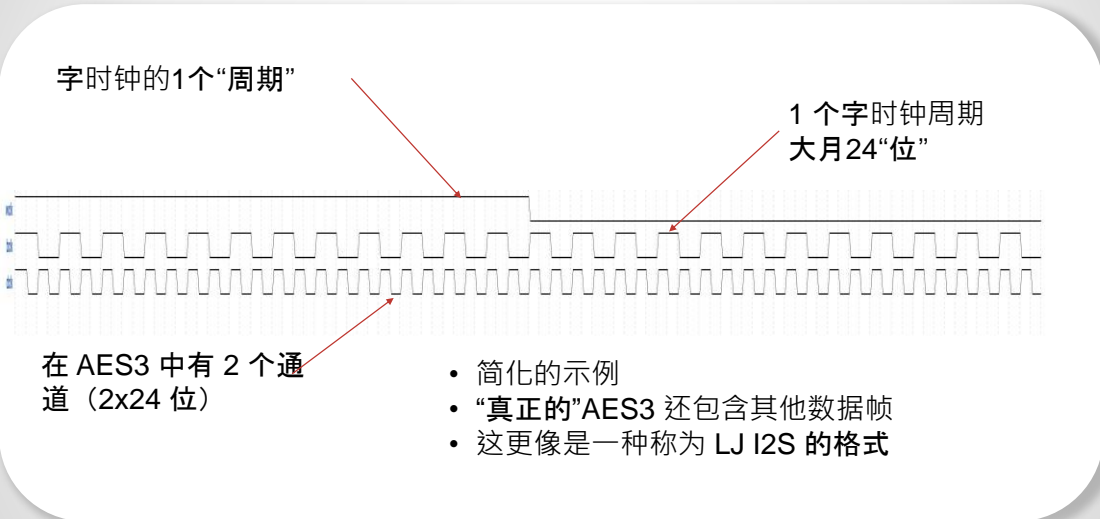 字时钟的1个“周期”
1 个字时钟周期
大月24“位”
在 AES3 中有 2 个通
道（2x24 位）
• 简化的示例
• “真正的”AES3 还包含其他数据帧
• 这更像是一种称为 LJ I2S 的格式